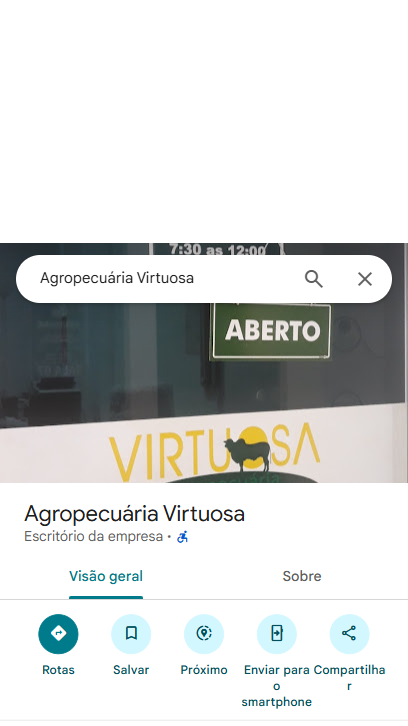 7:30 as 12:00
Agropecuária Virtuosa
ABERTO
VIRTUOSA
Agropecuária Virtuosa
Escritório da empresa •
Visão geral
Sobre
Rotas
Salvar
Próximo
Enviar para
o
smartphone
Compartilha
r